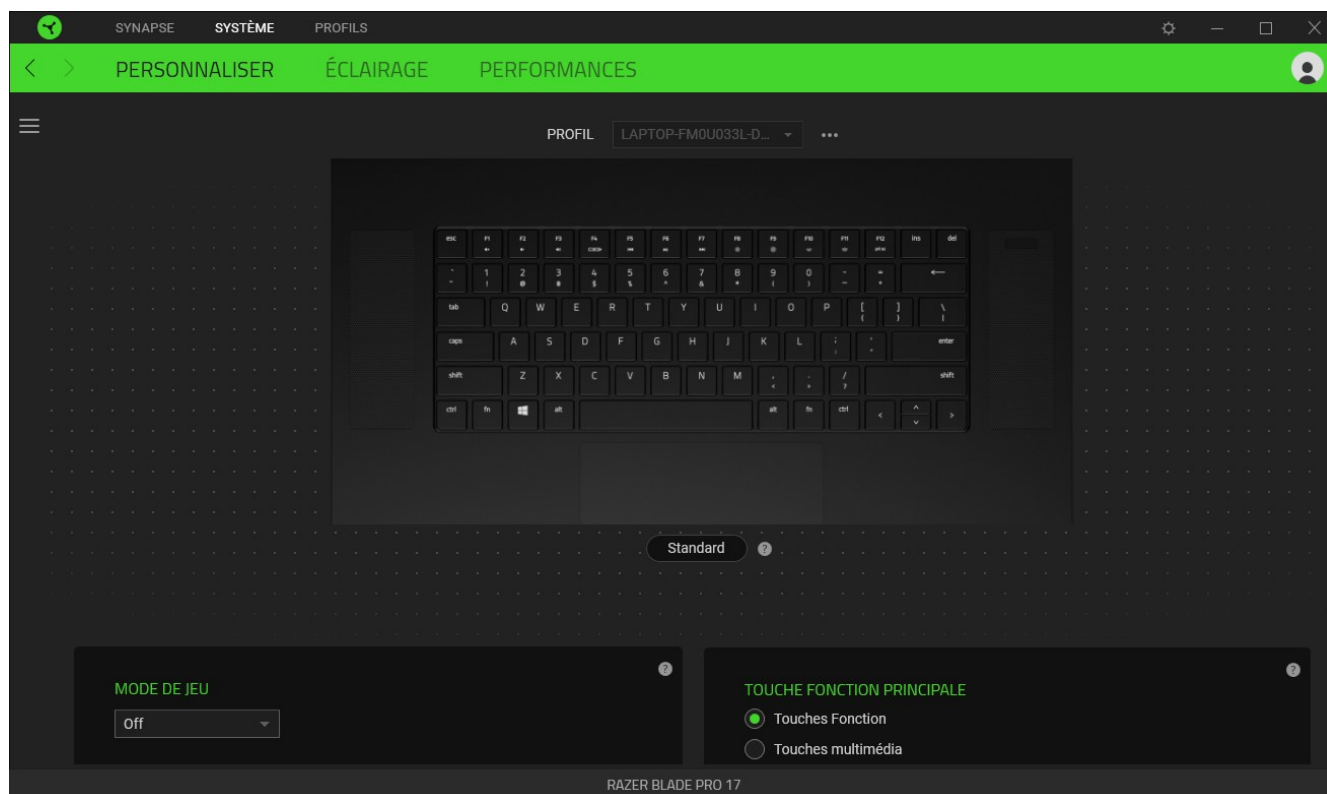 SYNAPSE SYSTÈME PROFILS
PERSONNALISER ÉCLAIRAGE PERFORMANCES
PROFIL LAPTOP-FM0U033L-D... •••
esc F1 F2 F3 F4 F5 F6 F7 F8 F9 F10 F11 F12 ins del
1 2 3 4 5 6 7 8 9 0 - =
! @ # $ % ^ & * ( )
tab Q W E R T Y U I O P [ ] \
{ } |
caps A S D F G H J K L ; ' enter
shift Z X C V B N M , . / shift
< > ?
ctrl fn alt alt fn ctrl < ^ >
Standard ?
MODE DE JEU ?
Off
TOUCHE FONCTION PRINCIPALE ?
Touches Fonction
Touches multimédia
RAZER BLADE PRO 17